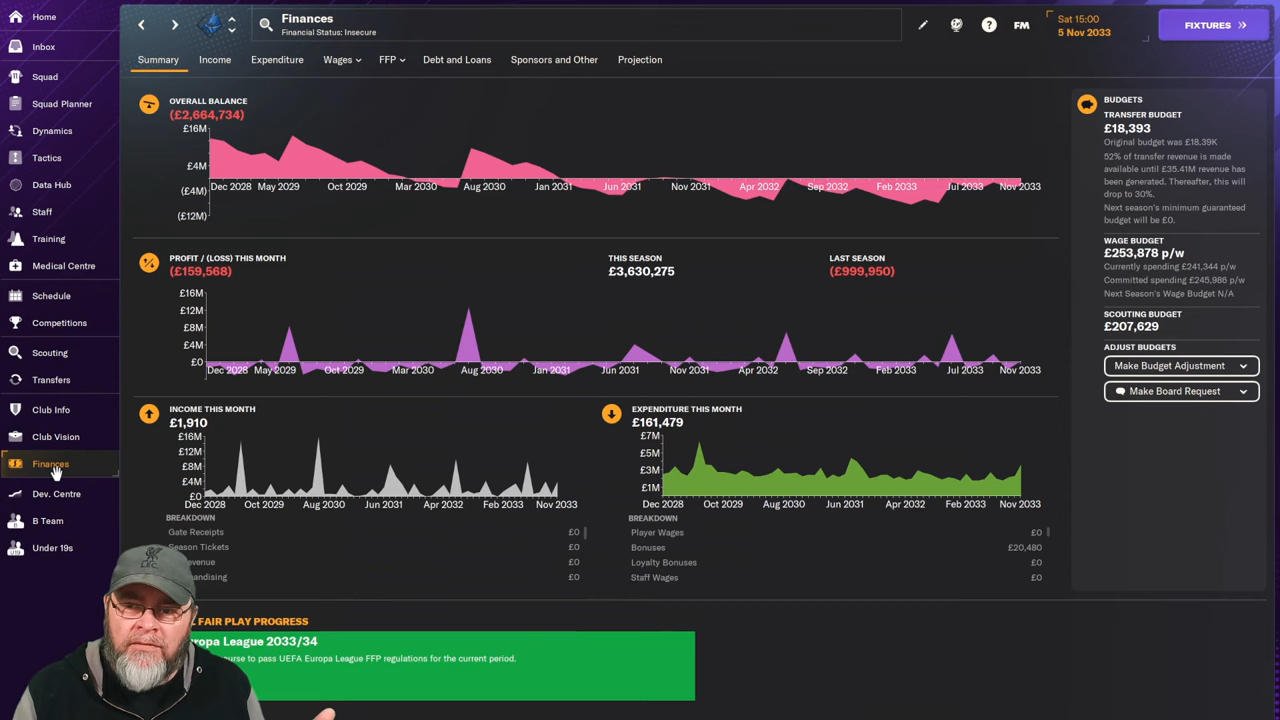 Home
Inbox
Squad
Squad Planner
Dynamics
Tactics
Data Hub
Staff
Training
Medical Centre
Schedule
Competitions
Scouting
Transfers
Club Info
Club Vision
Finances
Dev. Centre
B Team
Under 19s
Finances
Financial Status: Insecure
FM
Sat 15:00
5 Nov 2033
FIXTURES
Summary Income Expenditure Wages FFP Debt and Loans Sponsors and Other Projection
OVERALL BALANCE
(£2,664,734)
£16M
£4M
(£4M)
(£12M)
Dec 2028 May 2029 Oct 2029 Mar 2030 Aug 2030 Jan 2031 Jun 2031 Nov 2031 Apr 2032 Sep 2032 Feb 2033 Jul 2033 Nov 2033
PROFIT / (LOSS) THIS MONTH
(£159,568)
THIS SEASON
£3,630,275
LAST SEASON
(£999,950)
£16M
£12M
£8M
£4M
£0
Dec 2028 May 2029 Oct 2029 Mar 2030 Aug 2030 Jan 2031 Jun 2031 Nov 2031 Apr 2032 Sep 2032 Feb 2033 Jul 2033 Nov 2033
INCOME THIS MONTH
£1,910
£16M
£12M
£8M
£4M
£0
Dec 2028 Oct 2029 Aug 2030 Jun 2031 Apr 2032 Feb 2033 Nov 2033
BREAKDOWN
Gate Receipts £0
Season Tickets £0
£0
£0
EXPENDITURE THIS MONTH
£161,479
£7M
£5M
£3M
£1M
Dec 2028 Oct 2029 Aug 2030 Jun 2031 Apr 2032 Feb 2033 Nov 2033
BREAKDOWN
Player Wages £0
Bonuses £20,480
Loyalty Bonuses £0
Staff Wages £0
FAIR PLAY PROGRESS
ropa League 2033/34
ourse to pass UEFA Europa League FFP regulations for the current period.
BUDGETS
TRANSFER BUDGET
£18,393
Original budget was £18.39K
52% of transfer revenue is made
available until £35.41M revenue has
been generated. Thereafter, this will
drop to 30%.
Next season's minimum guaranteed
budget will be £0.
WAGE BUDGET
£253,878 p/w
Currently spending £241,344 p/w
Committed spending £245,986 p/w
Next Season's Wage Budget N/A
SCOUTING BUDGET
£207,629
ADJUST BUDGETS
Make Budget Adjustment
Make Board Request